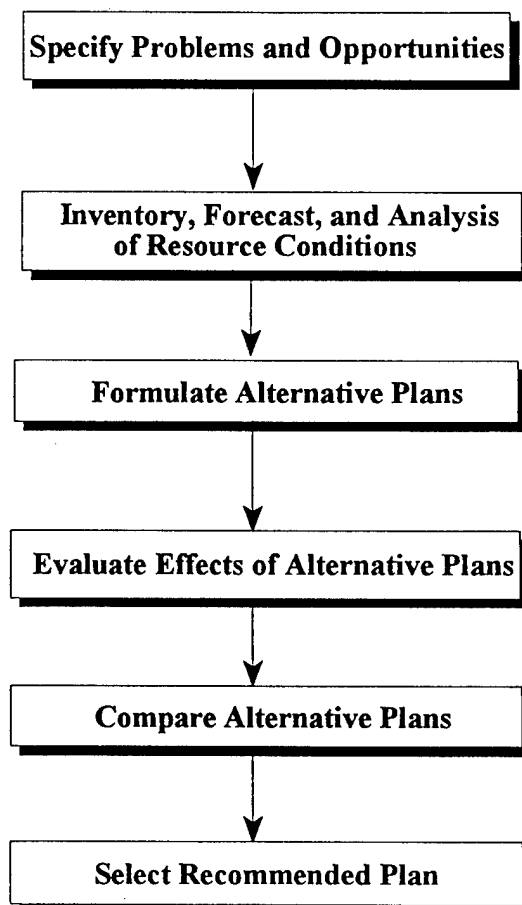 Specify Problems and Opportunities
Inventory, Forecast, and Analysis
of Resource Conditions
Formulate Alternative Plans
Evaluate Effects of Alternative Plans
Compare Alternative Plans
Select Recommended Plan